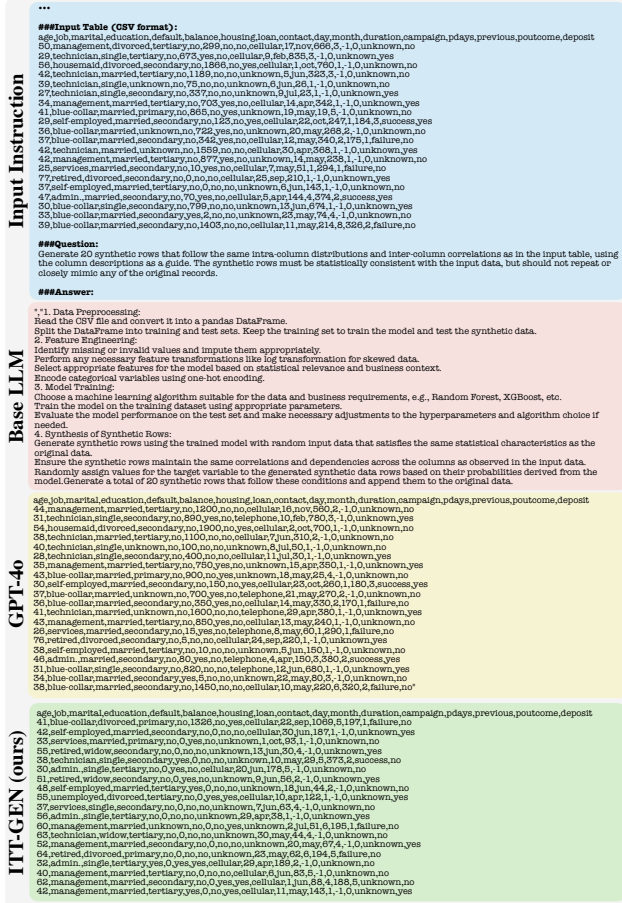 ...
###Input Table (CSV format):
age,job,marital,education,default,balance,housing,loan,contact,day,month,duration,campaign,pdays,previous,poutcome,deposit
50,management,divorced,tertiary,no,299,no,no,cellular,17,nov,666,3,-1,0,unknown,no
29,technician,single,tertiary,no,673,yes,no,cellular,9,feb,835,3,-1,0,unknown,yes
56,housemaid,divorced,secondary,no,1866,no,yes,cellular,1,oct,760,1,-1,0,unknown,yes
42,technician,married,tertiary,no,1189,no,no,unknown,5,jun,323,3,-1,0,unknown,no
39,technician,single,unknown,no,75,no,no,unknown,6,jun,26,1,-1,0,unknown,no
27,technician,single,secondary,no,337,no,no,unknown,9,jul,23,1,-1,0,unknown,yes
34,management,married,tertiary,no,703,yes,no,cellular,14,apr,342,1,-1,0,unknown,yes
41,blue-collar,married,primary,no,865,no,yes,unknown,19,may,19,5,-1,0,unknown,no
29,self-employed,married,secondary,no,123,no,yes,cellular,22,oct,247,1,184,3,success,yes
36,blue-collar,married,unknown,no,722,yes,no,unknown,20,may,268,2,-1,0,unknown,no
37,blue-collar,married,secondary,no,342,yes,no,cellular,12,may,340,2,175,1,failure,no
42,technician,married,unknown,no,1559,no,no,cellular,30,apr,368,1,-1,0,unknown,no
42,management,married,tertiary,no,877,yes,no,unknown,14,may,238,1,-1,0,unknown,no
25,services,married,secondary,no,10,yes,no,cellular,7,may,51,1,294,1,failure,no
77,retired,divorced,secondary,no,0,no,no,cellular,25,sep,210,1,-1,0,unknown,yes
37,self-employed,married,tertiary,no,0,no,no,unknown,6,jun,143,1,-1,0,unknown,no
47,admin.,married,secondary,no,70,yes,no,cellular,5,apr,144,4,374,2,success,yes
30,blue-collar,single,secondary,no,799,no,no,unknown,13,jun,674,1,-1,0,unknown,yes
33,blue-collar,married,secondary,yes,2,no,no,unknown,23,may,74,4,-1,0,unknown,no
39,blue-collar,married,secondary,no,1403,no,no,cellular,11,may,214,8,326,2,failure,no
###Question:
Generate 20 synthetic rows that follow the same intra-column distributions and inter-column correlations as in the input table, using
the column descriptions as a guide. The synthetic rows must be statistically consistent with the input data, but should not repeat or
closely mimic any of the original records.
###Answer:
Input Instruction
","1. Data Preprocessing:
Read the CSV file and convert it into a pandas DataFrame.
Split the DataFrame into training and test sets. Keep the training set to train the model and test the synthetic data.
2. Feature Engineering:
Identify missing or invalid values and impute them appropriately.
Perform any necessary feature transformations like log transformation for skewed data.
Select appropriate features for the model based on statistical relevance and business context.
Encode categorical variables using one-hot encoding.
3. Model Training:
Choose a machine learning algorithm suitable for the data and business requirements, e.g., Random Forest, XGBoost, etc.
Train the model on the training dataset using appropriate parameters.
Evaluate the model performance on the test set and make necessary adjustments to the hyperparameters and algorithm choice if
needed.
4. Synthesis of Synthetic Rows:
Generate synthetic rows using the trained model with random input data that satisfies the same statistical characteristics as the
original data.
Ensure the synthetic rows maintain the same correlations and dependencies across the columns as observed in the input data.
Randomly assign values for the target variable to the generated synthetic data rows based on their probabilities derived from the
model.Generate a total of 20 synthetic rows that follow these conditions and append them to the original data.
Base LLM
age,job,marital,education,default,balance,housing,loan,contact,day,month,duration,campaign,pdays,previous,poutcome,deposit
44,management,married,tertiary,no,1200,no,no,cellular,16,nov,560,2,-1,0,unknown,no
31,technician,single,secondary,no,890,yes,no,telephone,10,feb,780,3,-1,0,unknown,yes
54,housemaid,divorced,secondary,no,1900,no,yes,cellular,2,oct,700,1,-1,0,unknown,yes
38,technician,married,tertiary,no,1100,no,no,cellular,7,jun,310,2,-1,0,unknown,no
40,technician,single,unknown,no,100,no,no,unknown,8,jul,50,1,-1,0,unknown,no
28,technician,single,secondary,no,400,no,no,cellular,11,jul,30,1,-1,0,unknown,yes
35,management,married,tertiary,no,750,yes,no,unknown,15,apr,350,1,-1,0,unknown,yes
43,blue-collar,married,primary,no,900,no,yes,unknown,18,may,25,4,-1,0,unknown,no
30,self-employed,married,secondary,no,150,no,yes,cellular,23,oct,260,1,180,3,success,yes
37,blue-collar,married,unknown,no,700,yes,no,telephone,21,may,270,2,-1,0,unknown,no
36,blue-collar,married,secondary,no,350,yes,no,cellular,14,may,330,2,170,1,failure,no
41,technician,married,unknown,no,1600,no,no,telephone,29,apr,380,1,-1,0,unknown,no
43,management,married,tertiary,no,850,yes,no,cellular,13,may,240,1,-1,0,unknown,no
26,services,married,secondary,no,15,yes,no,telephone,8,may,60,1,290,1,failure,no
76,retired,divorced,secondary,no,5,no,no,cellular,24,sep,220,1,-1,0,unknown,yes
38,self-employed,married,tertiary,no,10,no,no,unknown,5,jun,150,1,-1,0,unknown,no
46,admin.,married,secondary,no,80,yes,no,telephone,4,apr,150,3,380,2,success,yes
31,blue-collar,single,secondary,no,820,no,no,telephone,12,jun,680,1,-1,0,unknown,yes
34,blue-collar,married,secondary,yes,5,no,no,unknown,22,may,80,3,-1,0,unknown,no
38,blue-collar,married,secondary,no,1450,no,no,cellular,10,may,220,6,320,2,failure,no"
GPT-4o
age,job,marital,education,default,balance,housing,loan,contact,day,month,duration,campaign,pdays,previous,poutcome,deposit
41,blue-collar,divorced,primary,no,1326,no,yes,cellular,22,sep,1069,5,197,1,failure,no
42,self-employed,married,secondary,no,0,no,no,cellular,30,jun,187,1,-1,0,unknown,no
33,services,married,primary,no,0,yes,no,unknown,1,oct,93,1,-1,0,unknown,no
55,retired,widow,secondary,no,0,no,no,unknown,13,jun,30,4,-1,0,unknown,yes
38,technician,married,secondary,yes,0,no,no,unknown,10,may,29,5,373,2,success,no
30,admin.,single,tertiary,no,0,yes,no,cellular,20,jun,178,5,-1,0,unknown,no
51,retired,widow,secondary,no,0,yes,no,unknown,9,jun,56,2,-1,0,unknown,yes
48,self-employed,married,tertiary,yes,0,no,no,unknown,18,jun,44,2,-1,0,unknown,no
55,unemployed,divorced,tertiary,no,0,yes,yes,cellular,10,apr,122,1,-1,0,unknown,yes
37,services,single,secondary,no,0,no,no,unknown,7,jun,63,4,-1,0,unknown,no
56,admin.,single,tertiary,no,0,no,no,unknown,29,apr,38,1,-1,0,unknown,yes
60,management,married,unknown,no,0,no,yes,unknown,2,jul,51,6,195,1,failure,no
63,technician,widow,tertiary,no,0,no,no,unknown,30,may,44,4,-1,0,unknown,no
52,management,married,secondary,no,0,no,no,unknown,20,may,67,4,-1,0,unknown,yes
64,retired,divorced,primary,no,0,no,no,unknown,23,may,62,6,194,5,failure,no
32,admin.,single,tertiary,yes,0,yes,yes,cellular,29,apr,189,2,-1,0,unknown,no
40,management,married,tertiary,no,0,no,no,cellular,6,jun,83,5,-1,0,unknown,no
62,management,married,secondary,no,0,yes,no,cellular,1,jun,88,4,188,5,unknown,no
42,management,married,tertiary,yes,0,no,yes,cellular,11,may,143,1,-1,0,unknown,yes
ITT-GEN (ours)